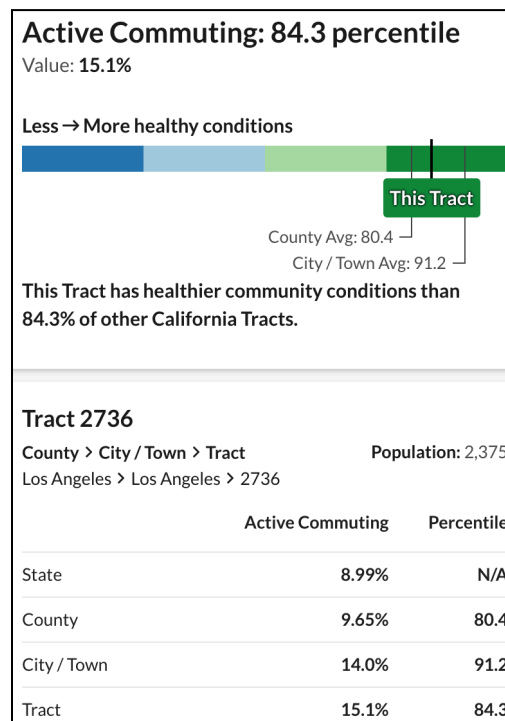 Active Commuting: 84.3 percentile
Value: 15.1%
Less → More healthy conditions
This Tract
County Avg: 80.4
City / Town Avg: 91.2
This Tract has healthier community conditions than
84.3% of other California Tracts.
Tract 2736
County > City / Town > Tract
Population: 2,375
Los Angeles > Los Angeles > 2736
Active Commuting Percentile
State 8.99% N/A
County 9.65% 80.4
City / Town 14.0% 91.2
Tract 15.1% 84.3